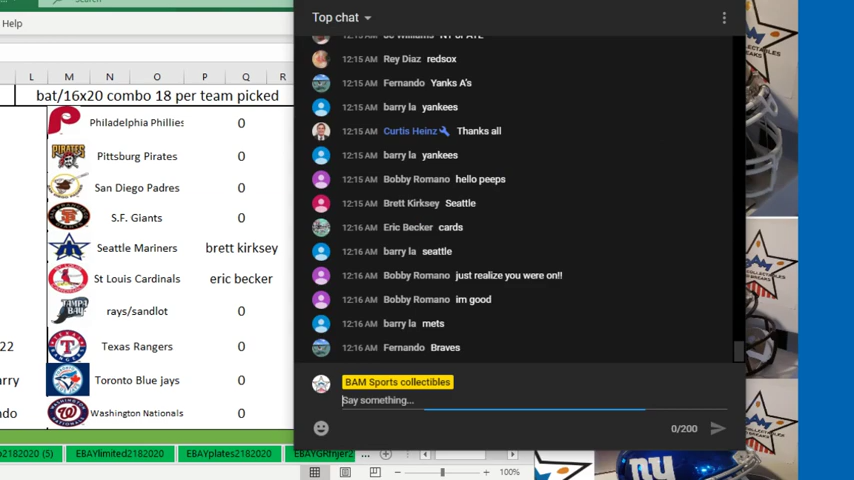 Help
L M N O P Q R
bat/16x20 combo 18 per team picked
Philadelphia Phillies 0
Pittsburg Pirates 0
San Diego Padres 0
S.F. Giants 0
Seattle Mariners brett kirksey
St Louis Cardinals eric becker
rays/sandlot 0
22 Texas Rangers 0
arry Toronto Blue jays 0
ndo Washington Nationals 0
2182020 (5) EBAYlimited2182020 EBAYplates2182020 EBAYGRfnjer2 ...
100%
Top chat
12:15 AM Rey Diaz redsox
12:15 AM Fernando Yanks A's
12:15 AM barry la yankees
12:15 AM Curtis Heinz Thanks all
12:15 AM barry la yankees
12:15 AM Bobby Romano hello peeps
12:15 AM Brett Kirksey Seattle
12:16 AM Eric Becker cards
12:16 AM barry la seattle
12:16 AM Bobby Romano just realize you were on!!
12:16 AM Bobby Romano im good
12:16 AM barry la mets
12:16 AM Fernando Braves
BAM Sports collectibles
Say something...
0/200